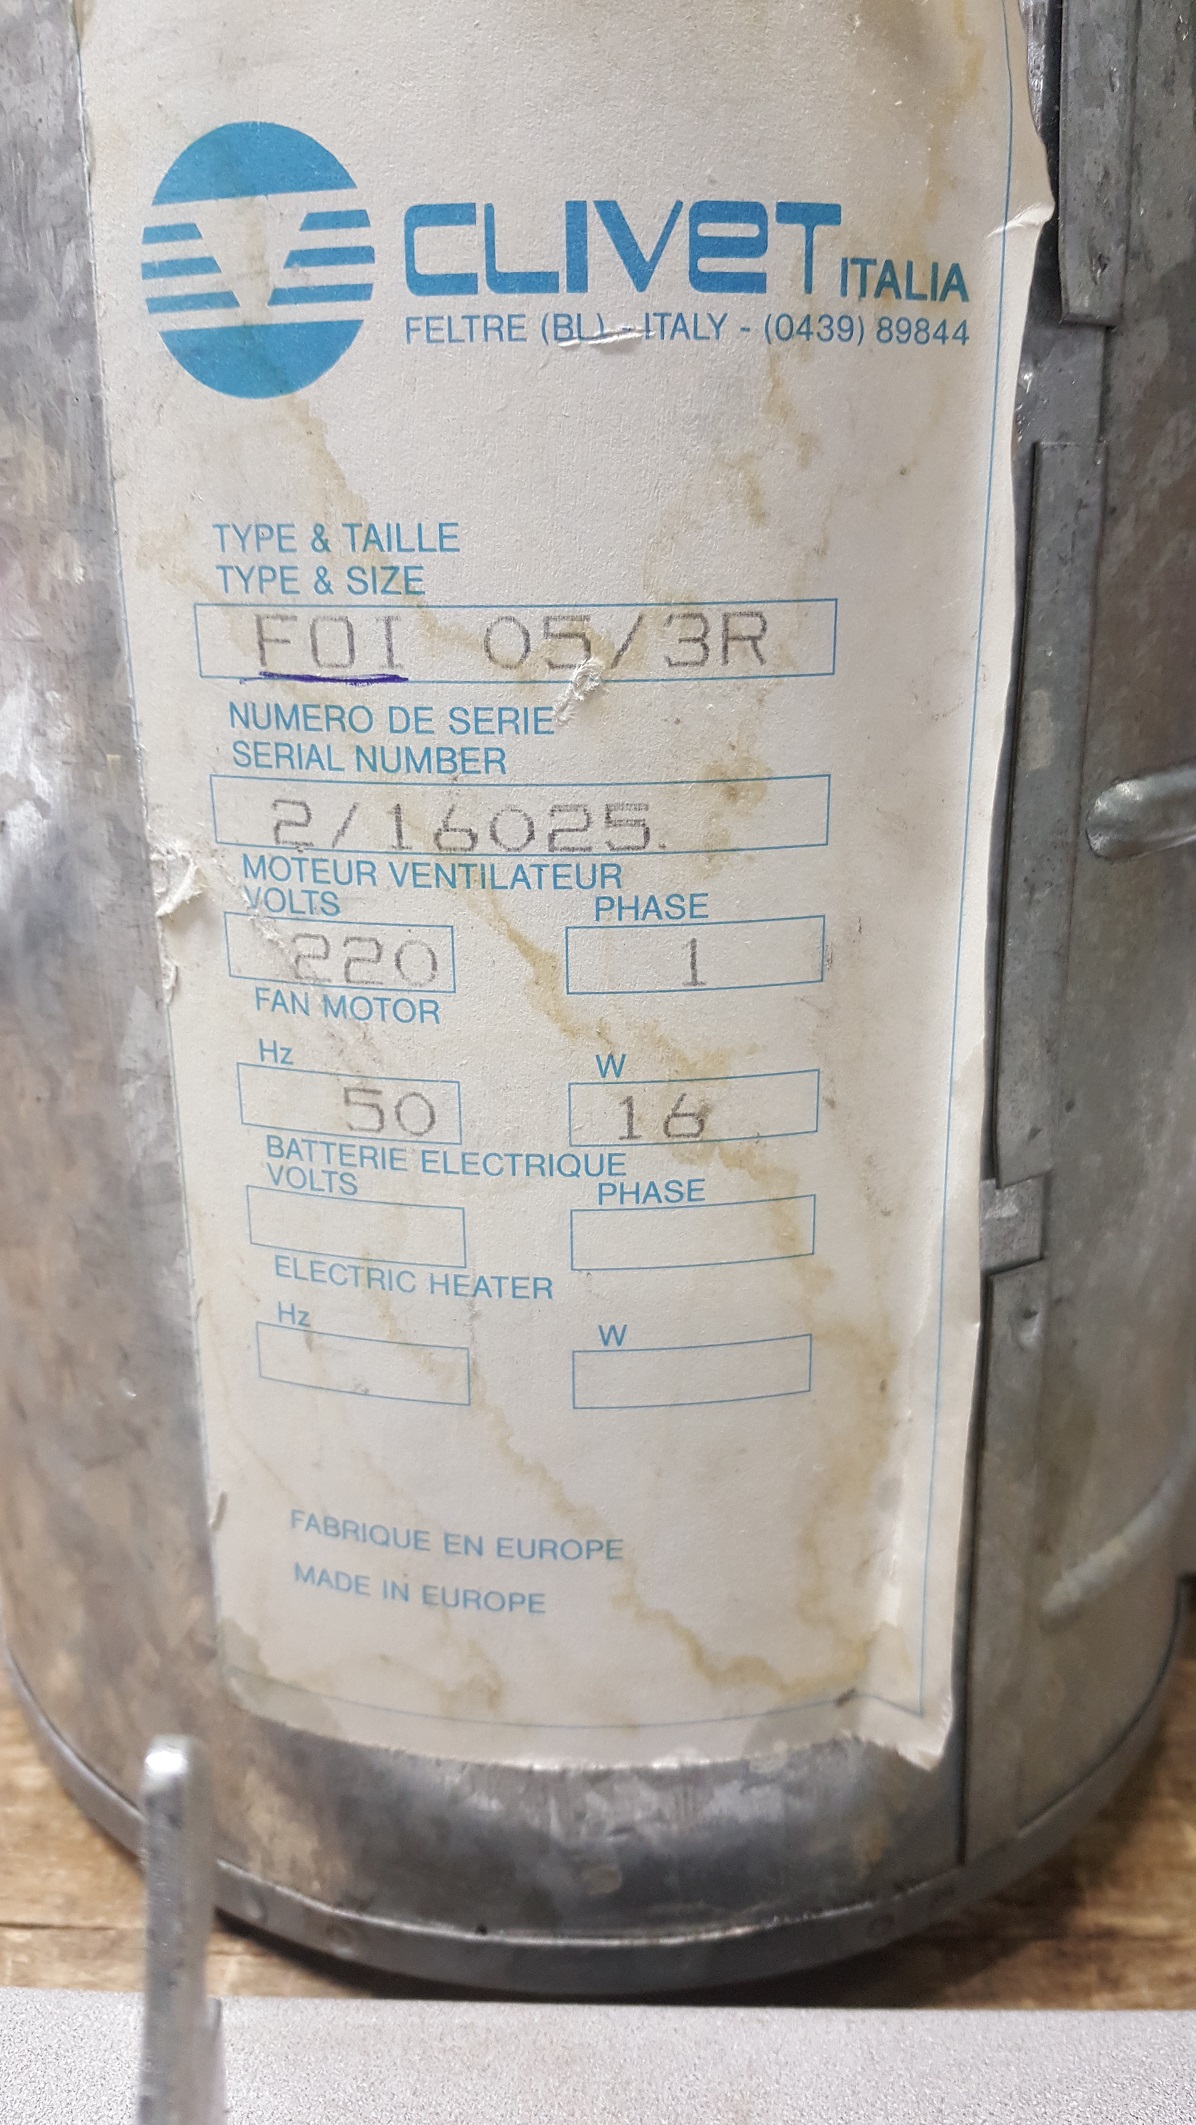 CLIVET ITALIA
FELTRE (BL) - ITALY - (0439) 89844
TYPE & TAILLE
TYPE & SIZE
FOI 05/3R
NUMERO DE SERIE
SERIAL NUMBER
2/16025.
MOTEUR VENTILATEUR
VOLTS PHASE
220 1
FAN MOTOR
Hz W
50 16
BATTERIE ELECTRIQUE
VOLTS PHASE
ELECTRIC HEATER
Hz W
FABRIQUE EN EUROPE
MADE IN EUROPE